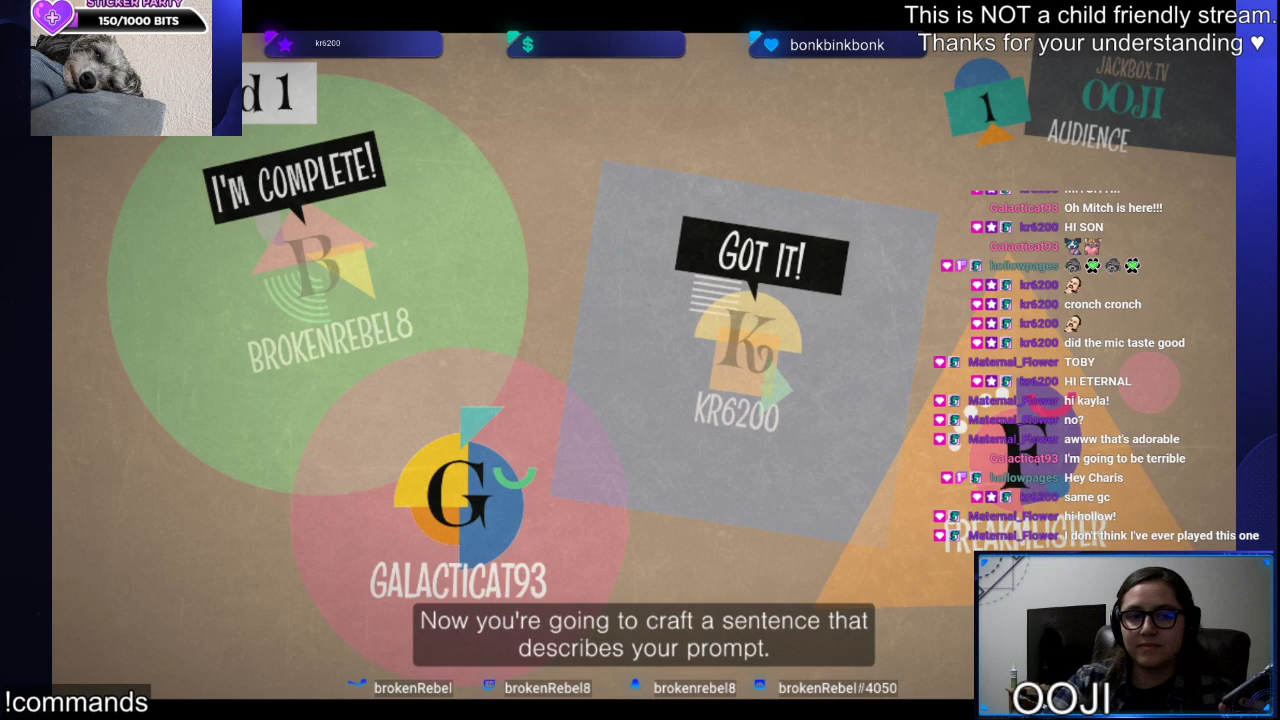 STICKER PARTY
150/1000 BITS
kr6200
$
bonkbinkbonk
This is NOT a child friendly stream.
Thanks for your understanding ♥
d 1
1
JACKBOX.TV
OOJI
AUDIENCE
I'M COMPLETE!
B
BROKENREBEL8
GOT IT!
K
KR6200
G
GALACTICAT93
F
FREAKMEISTER
Galacticat93 Oh Mitch is here!!!
kr6200 HI SON
Galacticat93
hollowpages
kr6200
kr6200 cronch cronch
kr6200
kr6200 did the mic taste good
Maternal_Flower TOBY
kr6200 HI ETERNAL
Maternal_Flower hi kayla!
Maternal_Flower no?
Maternal_Flower awww that's adorable
Galacticat93 I'm going to be terrible
hollowpages Hey Charis
kr6200 same gc
Maternal_Flower hi hollow!
Maternal_Flower I don't think I've ever played this one
Now you're going to craft a sentence that
describes your prompt.
brokenRebel brokenRebel8 brokenrebel8 brokenRebel#4050
!commands
OOJI